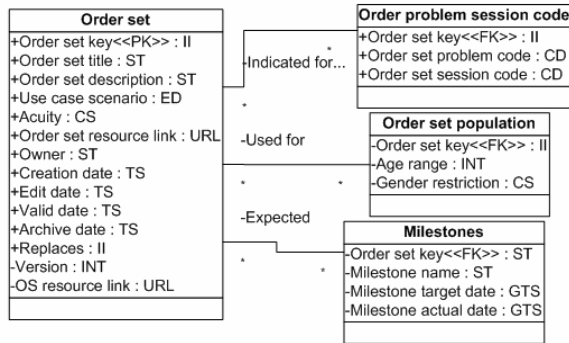 Order set
+Order set key<<PK>> : II
+Order set title : ST
+Order set description : ST
+Use case scenario : ED
+Acuity : CS
+Order set resource link : URL
+Owner : ST
+Creation date : TS
+Edit date : TS
+Valid date : TS
+Archive date : TS
+Replaces : II
-Version : INT
-OS resource link : URL
-Indicated for...
*
*
-Used for
*
*
-Expected
*
*
Order problem session code
+Order set key<<FK>> : II
+Order set problem code : CD
+Order set session code : CD
Order set population
-Order set key<<FK>> : II
-Age range : INT
-Gender restriction : CS
Milestones
-Order set key<<FK>> : ST
-Milestone name : ST
-Milestone target date : GTS
-Milestone actual date : GTS